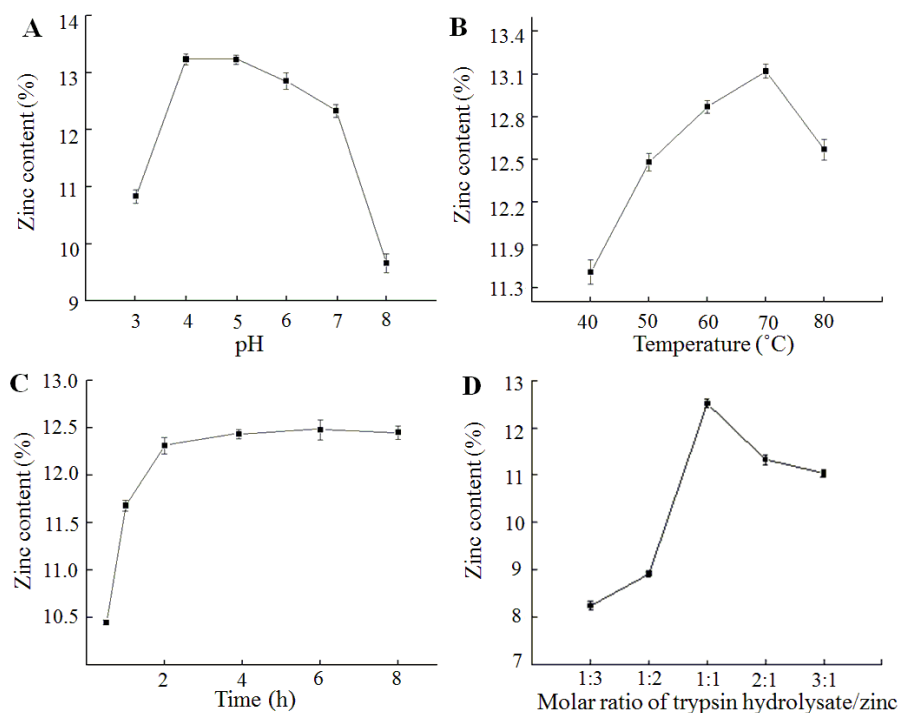 A
Zinc content (%)
14
13
12
11
10
9
3 4 5 6 7 8
pH
B
Zinc content (%)
13.4
13.1
12.8
12.5
12.2
11.9
11.3
40 50 60 70 80
Temperature (˚C)
C
Zinc content (%)
13.0
12.5
12.0
11.5
11.0
10.5
2 4 6 8
Time (h)
D
Zinc content (%)
13
12
11
10
9
8
7
1:3 1:2 1:1 2:1 3:1
Molar ratio of trypsin hydrolysate/zinc